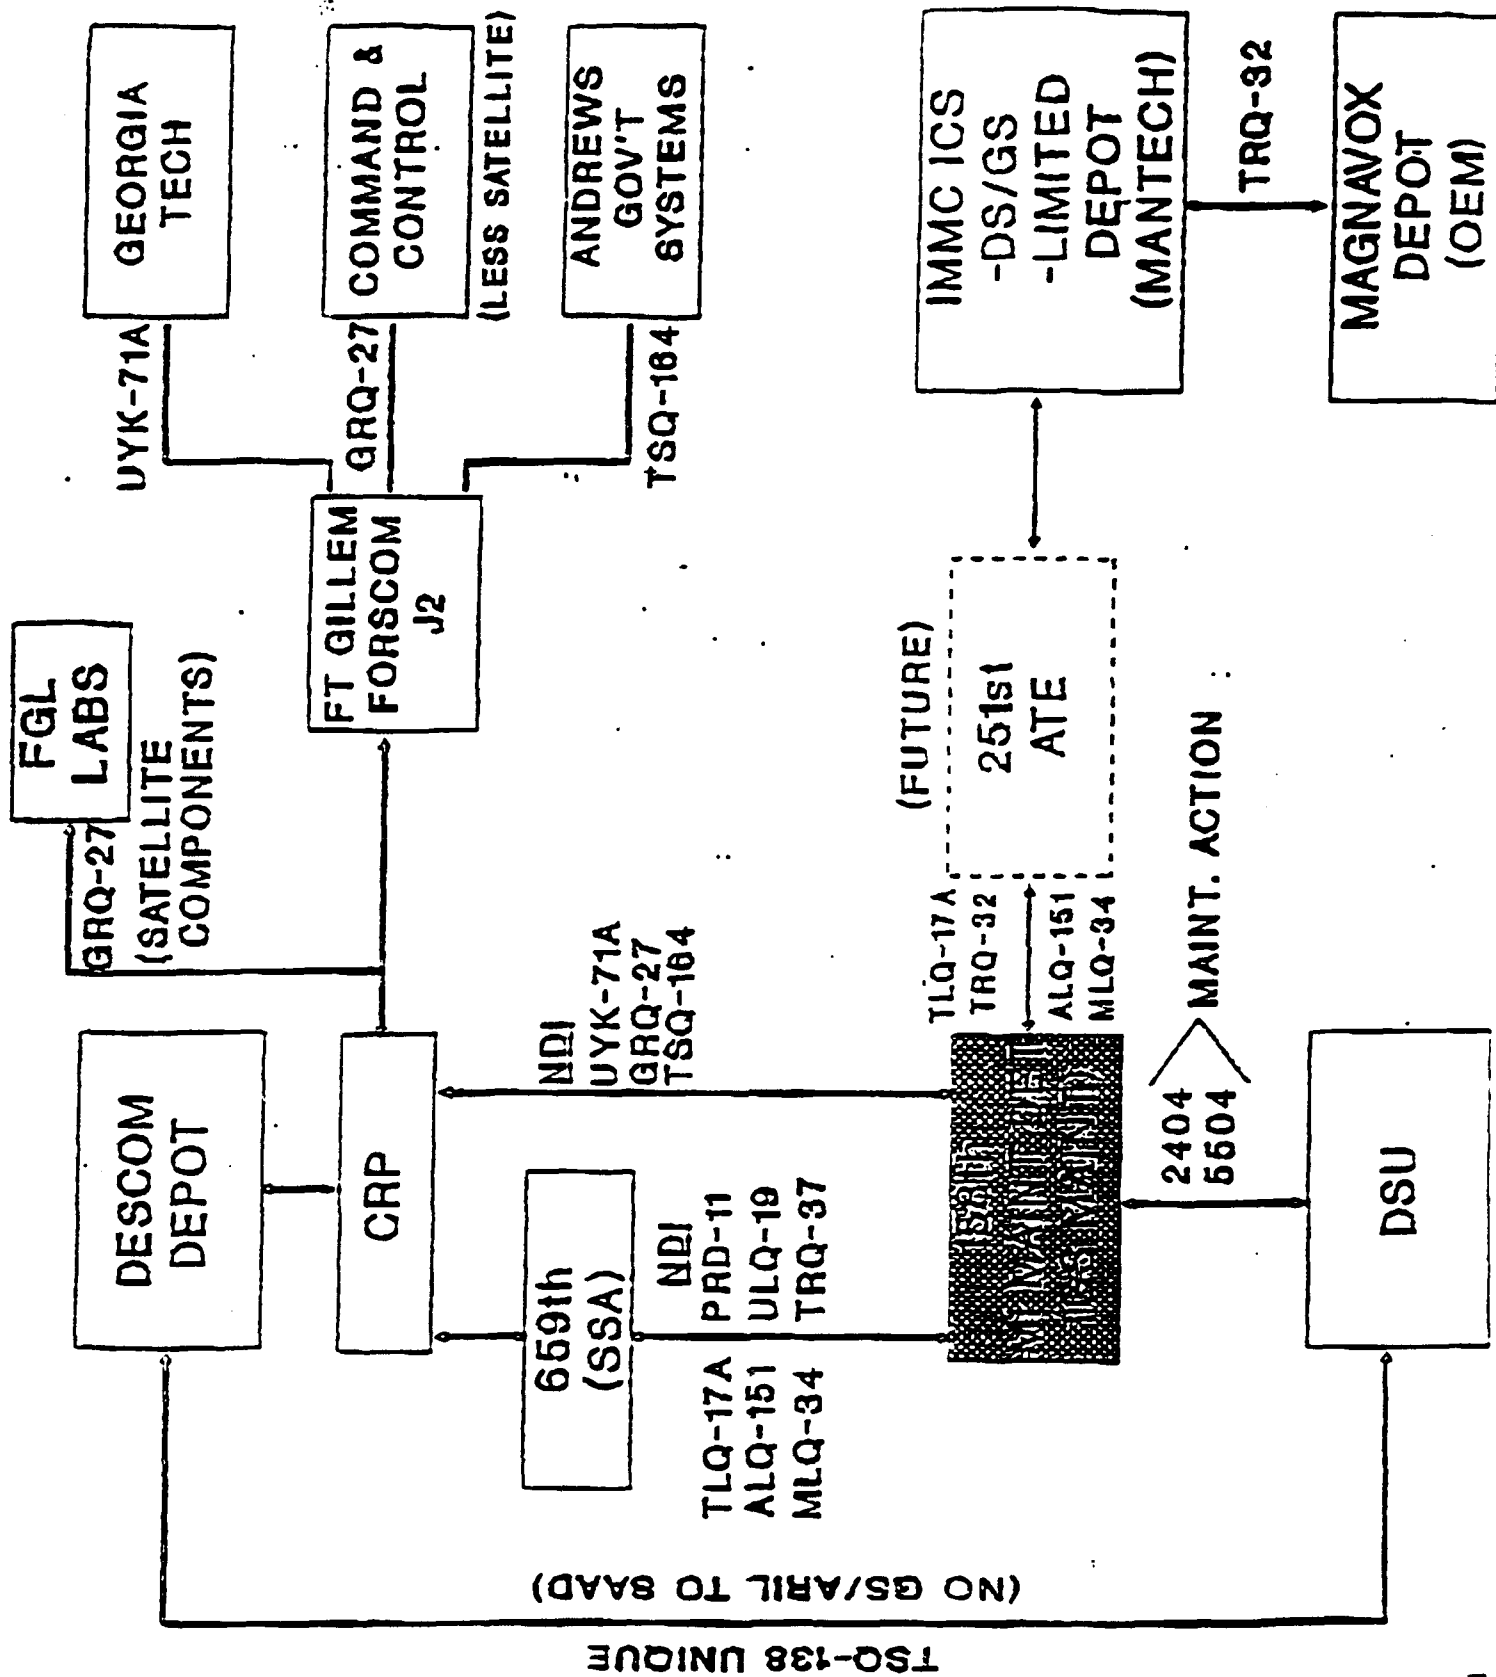 TSQ-138 UNIQUE
(NO GS/ARIL TO SAAD)
DESCOM
DEPOT
CRP
659th
(SSA)
TLQ-17A
ALQ-151
MLQ-34
NDI
PRD-11
ULQ-19
TRQ-37
NDI
UYK-71A
GRQ-27
TSQ-164
MI MAINT DET
DSU
2404
5504
MAINT. ACTION
FGL
LABS
GRQ-27
(SATELLITE
COMPONENTS)
FT GILLEM
FORSCOM
J2
UYK-71A
GEORGIA
TECH
GRQ-27
COMMAND &
CONTROL
(LESS SATELLITE)
TSQ-164
ANDREWS
GOV'T
SYSTEMS
TLQ-17A
TRQ-32
ALQ-151
MLQ-34
(FUTURE)
251st
ATE
IMMC ICS
-DS/GS
-LIMITED
DEPOT
(MANTECH)
TRQ-32
MAGNAVOX
DEPOT
(OEM)